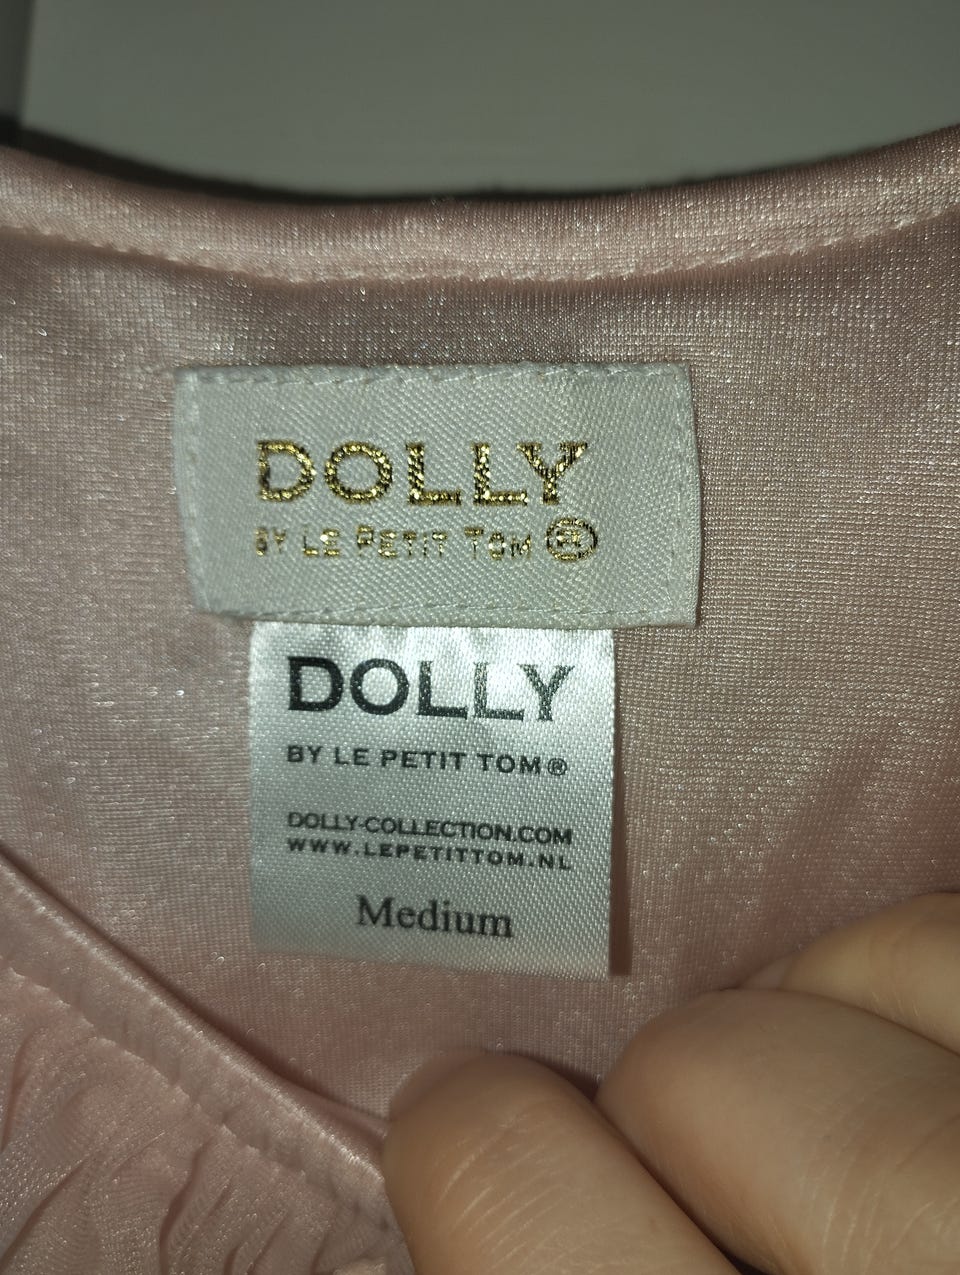 DOLLY
BY LE PETIT TOM ®
DOLLY
BY LE PETIT TOM®
DOLLY-COLLECTION.COM
WWW.LEPETITTOM.NL
Medium